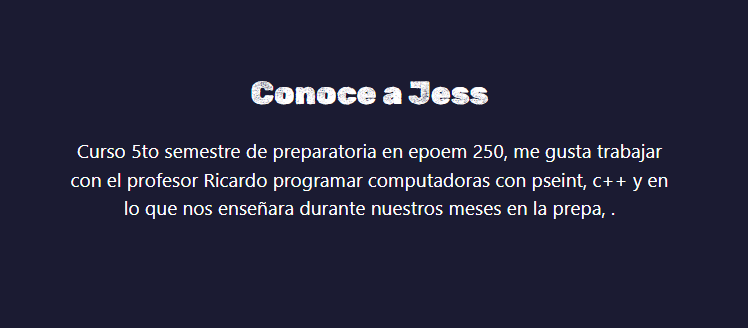 Conoce a Jess
Curso 5to semestre de preparatoria en epoem 250, me gusta trabajar
con el profesor Ricardo programar computadoras con pseint, c++ y en
lo que nos enseñara durante nuestros meses en la prepa, .